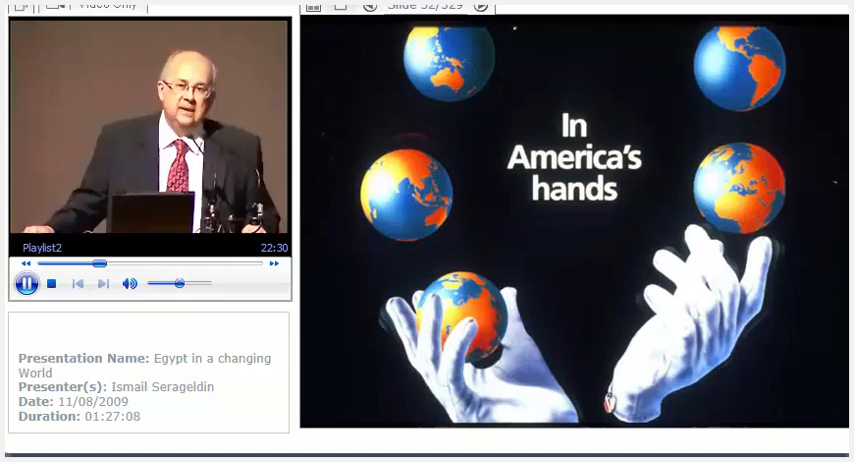 Video Only
Slide 52/329
In
America's
hands
Playlist2 22:30
Presentation Name: Egypt in a changing
World
Presenter(s): Ismail Serageldin
Date: 11/08/2009
Duration: 01:27:08